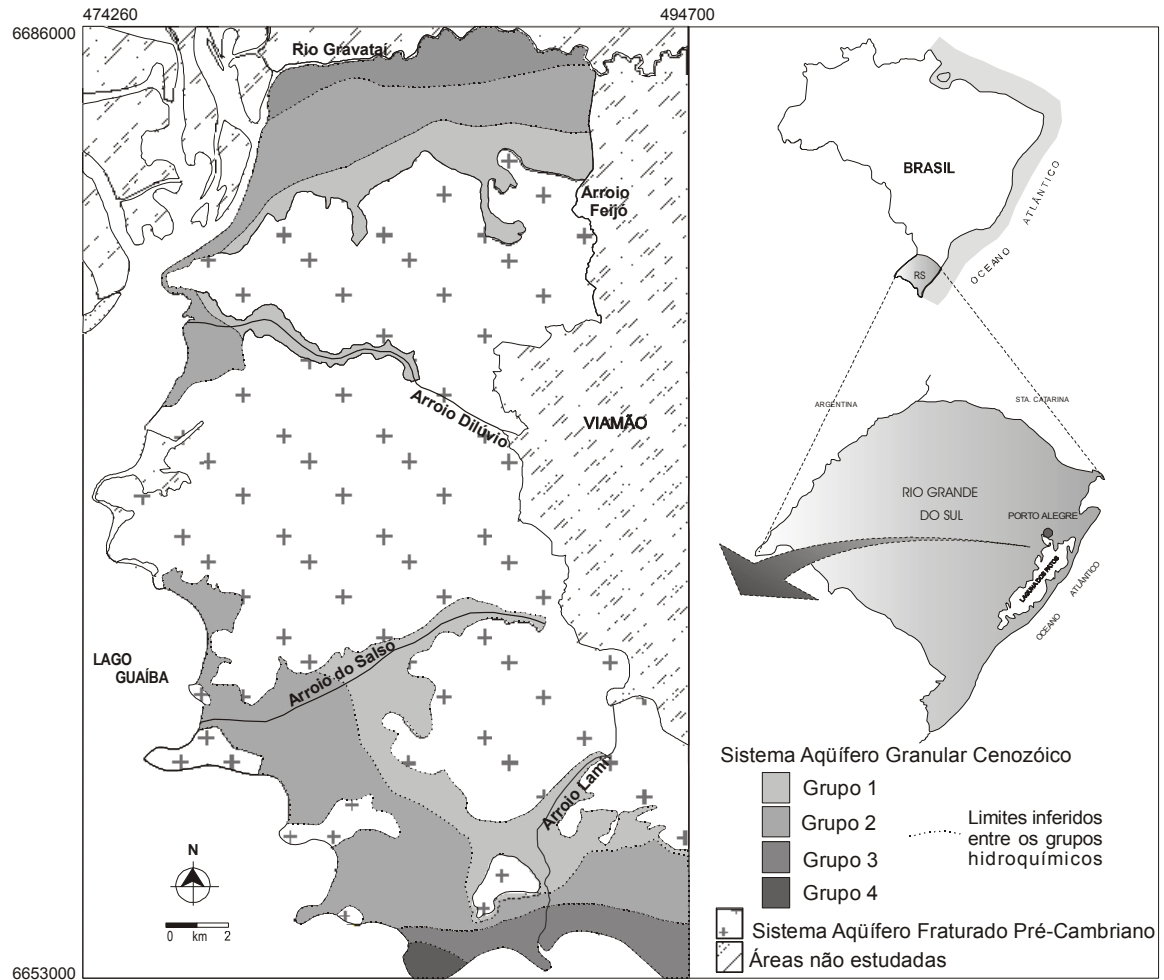 474260
494700
6686000
Rio Gravataí
Arroio
Feijó
Arroio Dilúvio
VIAMÃO
LAGO
GUAÍBA
Arroio do Salso
Arroio Lami
N
0 km 2
6653000
BRASIL
OCEANO ATLÂNTICO
RS
ARGENTINA
STA. CATARINA
RIO GRANDE
DO SUL
PORTO ALEGRE
LAGUNA DOS PATOS
OCEANO ATLÂNTICO
Sistema Aqüífero Granular Cenozóico
Grupo 1
Grupo 2
Grupo 3
Grupo 4
Limites inferidos
entre os grupos
hidroquímicos
Sistema Aqüífero Fraturado Pré-Cambriano
Áreas não estudadas